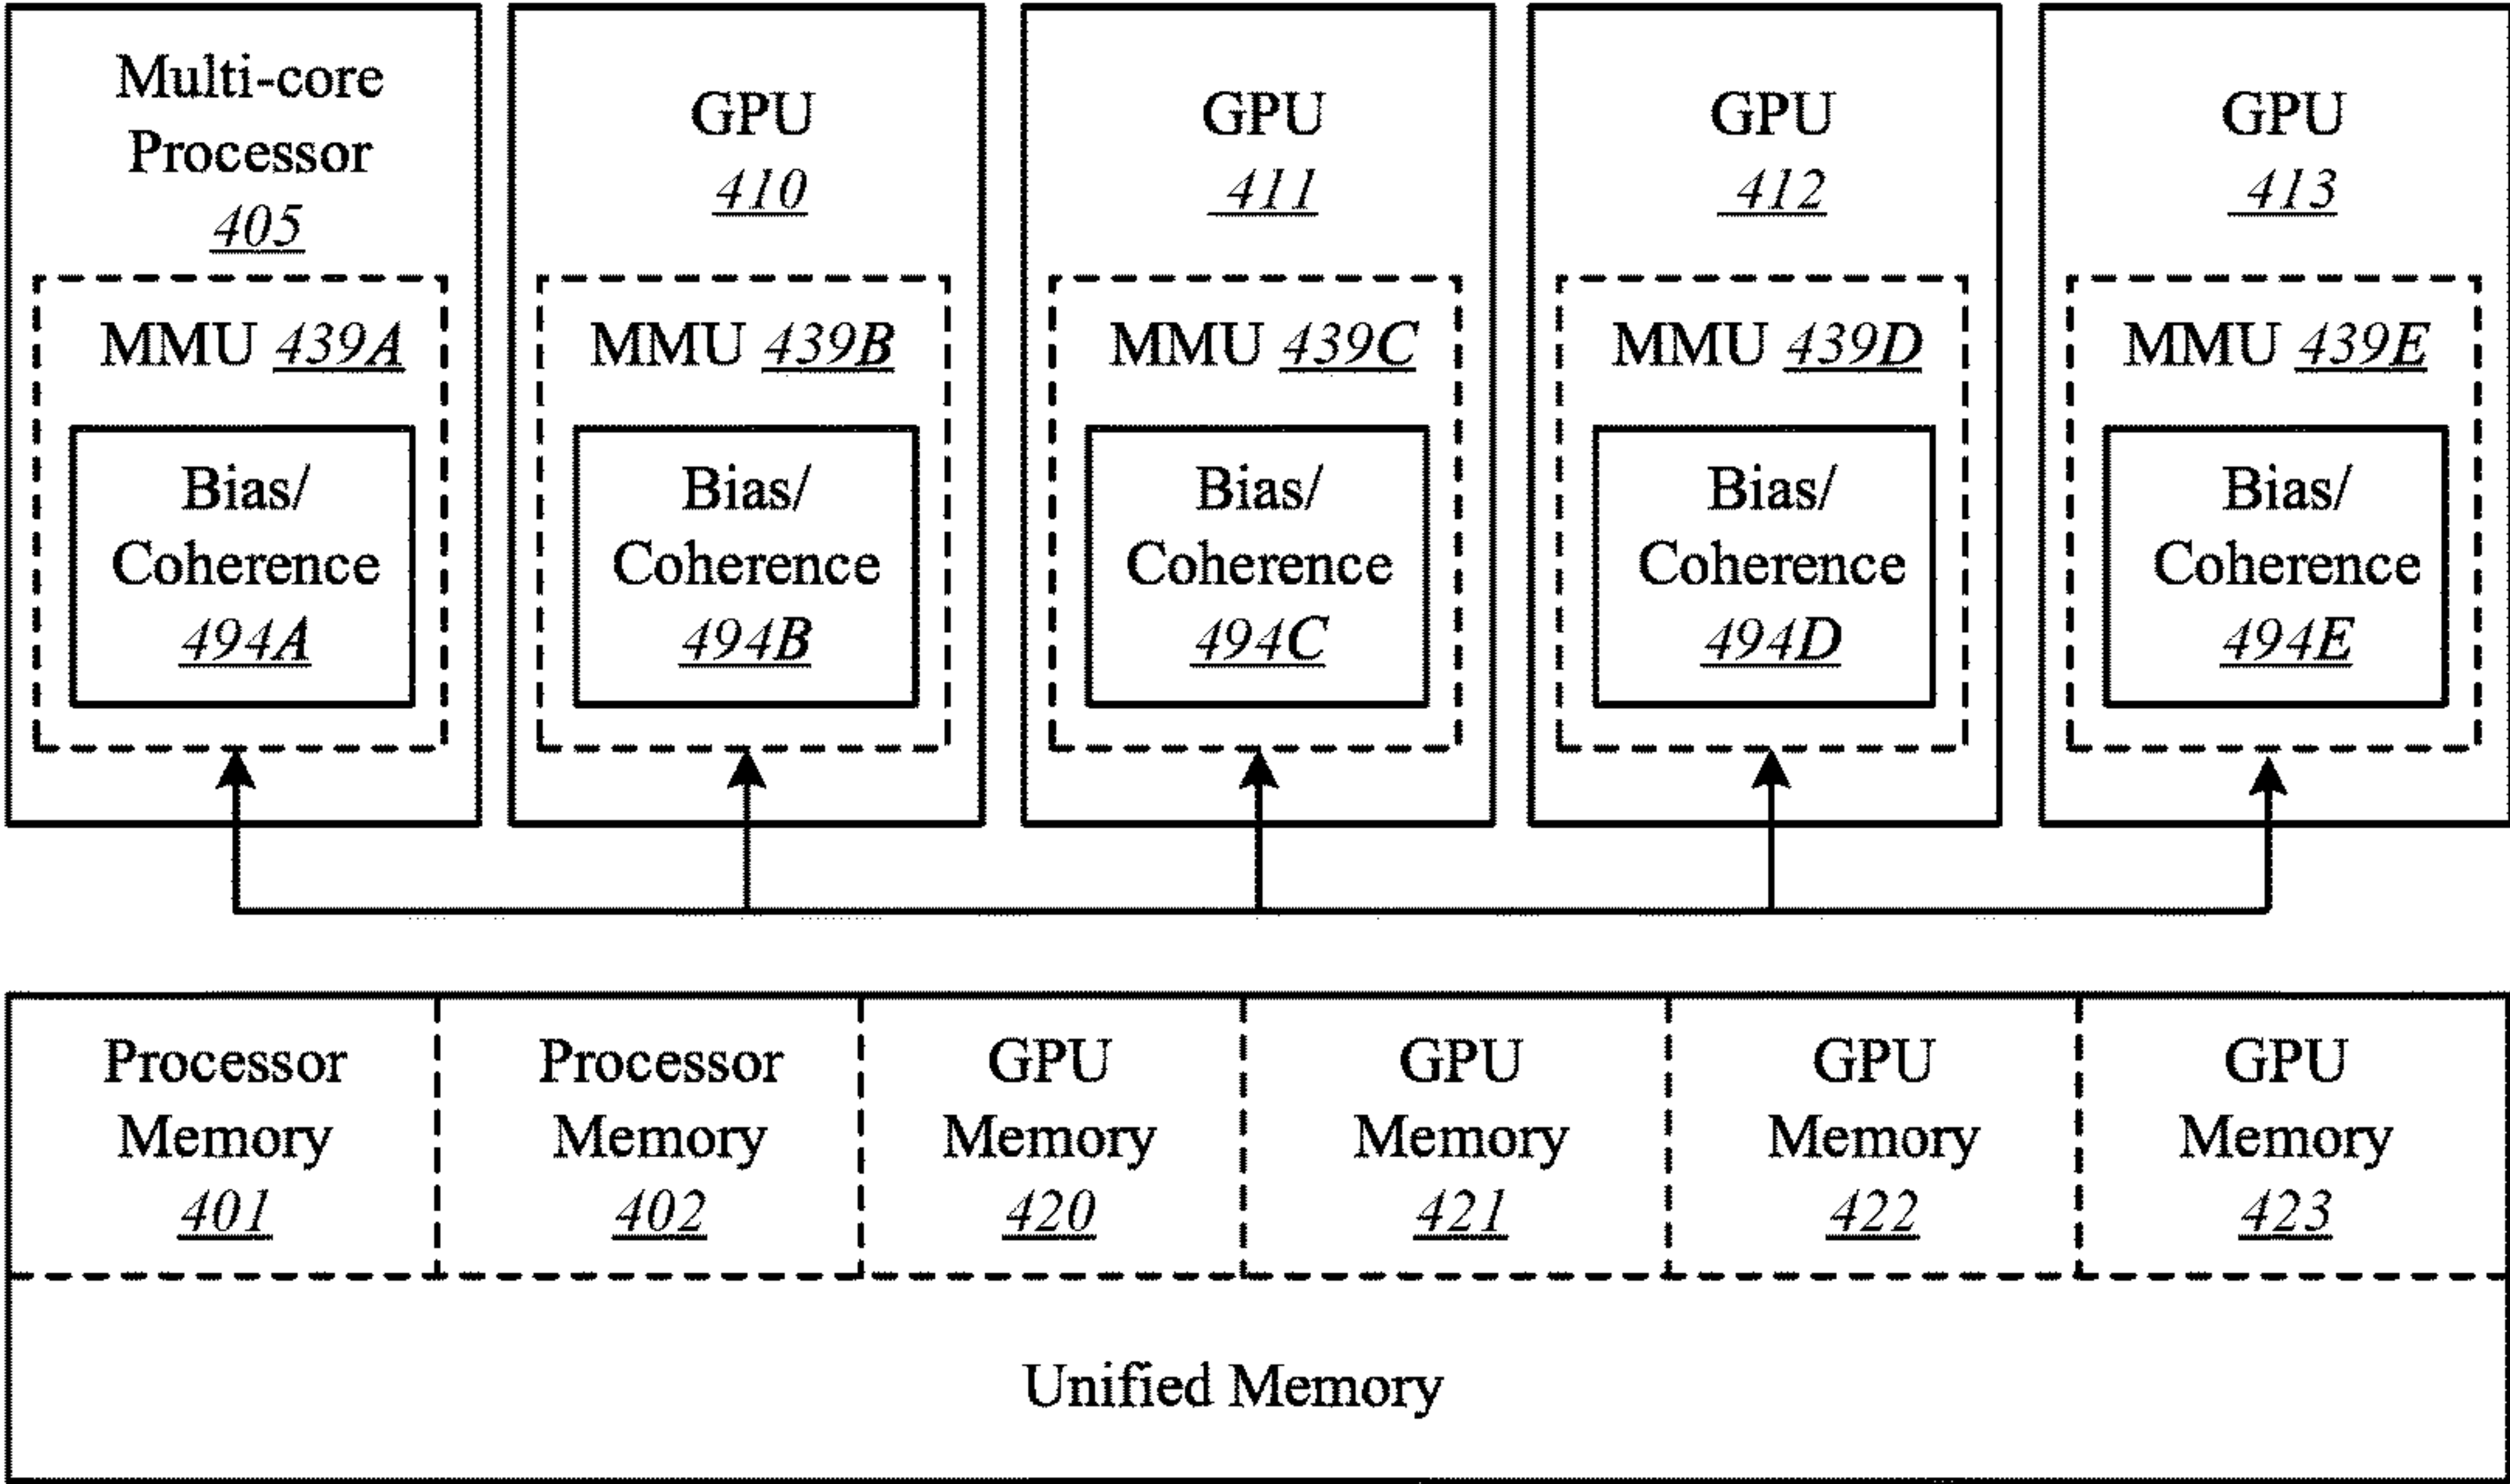 Multi-core
Processor
405
MMU 439A
Bias/
Coherence
494A
GPU
410
MMU 439B
Bias/
Coherence
494B
GPU
411
MMU 439C
Bias/
Coherence
494C
GPU
412
MMU 439D
Bias/
Coherence
494D
GPU
413
MMU 439E
Bias/
Coherence
494E
Processor
Memory
401
Processor
Memory
402
GPU
Memory
420
GPU
Memory
421
GPU
Memory
422
GPU
Memory
423
Unified Memory